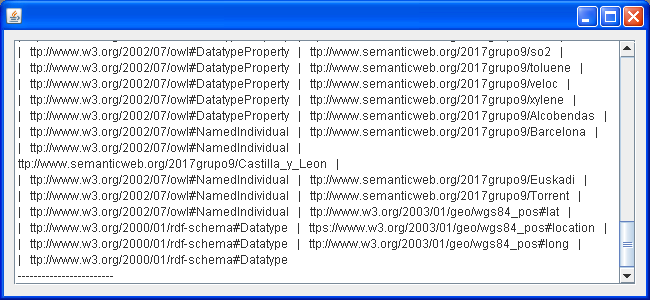 |   ttp://www.w3.org/2002/07/owl#DatatypeProperty   |   ttp://www.semanticweb.org/2017grupo9/so2   |
|   ttp://www.w3.org/2002/07/owl#DatatypeProperty   |   ttp://www.semanticweb.org/2017grupo9/toluene   |
|   ttp://www.w3.org/2002/07/owl#DatatypeProperty   |   ttp://www.semanticweb.org/2017grupo9/veloc   |
|   ttp://www.w3.org/2002/07/owl#DatatypeProperty   |   ttp://www.semanticweb.org/2017grupo9/xylene   |
|   ttp://www.w3.org/2002/07/owl#DatatypeProperty   |   ttp://www.semanticweb.org/2017grupo9/Alcobendas   |
|   ttp://www.w3.org/2002/07/owl#NamedIndividual   |   ttp://www.semanticweb.org/2017grupo9/Barcelona   |
|   ttp://www.w3.org/2002/07/owl#NamedIndividual   |
ttp://www.semanticweb.org/2017grupo9/Castilla_y_Leon   |
|   ttp://www.w3.org/2002/07/owl#NamedIndividual   |   ttp://www.semanticweb.org/2017grupo9/Euskadi   |
|   ttp://www.w3.org/2002/07/owl#NamedIndividual   |   ttp://www.semanticweb.org/2017grupo9/Torrent   |
|   ttp://www.w3.org/2002/07/owl#NamedIndividual   |   ttp://www.w3.org/2003/01/geo/wgs84_pos#lat   |
|   ttp://www.w3.org/2000/01/rdf-schema#Datatype   |   ttps://www.w3.org/2003/01/geo/wgs84_pos#location   |
|   ttp://www.w3.org/2000/01/rdf-schema#Datatype   |   ttp://www.w3.org/2003/01/geo/wgs84_pos#long   |
|   ttp://www.w3.org/2000/01/rdf-schema#Datatype
------------------------